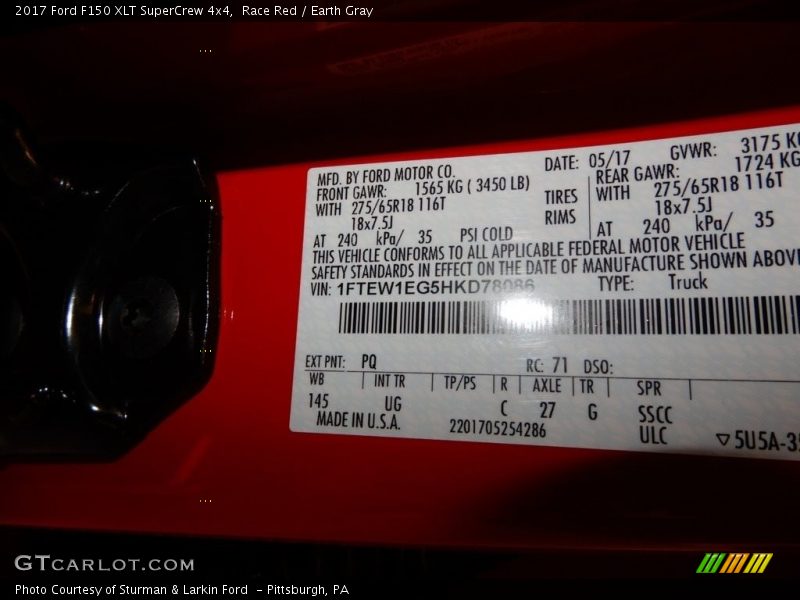 2017 Ford F150 XLT SuperCrew 4x4, Race Red / Earth Gray
MFD. BY FORD MOTOR CO. DATE: 05/17 GVWR: 3175 KG
FRONT GAWR: 1565 KG ( 3450 LB) REAR GAWR: 1724 KG
WITH 275/65R18 116T TIRES WITH 275/65R18 116T
18x7.5J RIMS 18x7.5J
AT 240 kPa/ 35 PSI COLD AT 240 kPa/ 35
THIS VEHICLE CONFORMS TO ALL APPLICABLE FEDERAL MOTOR VEHICLE
SAFETY STANDARDS IN EFFECT ON THE DATE OF MANUFACTURE SHOWN ABOVE
VIN: 1FTEW1EG5HKD78086 TYPE: Truck
EXT PNT: PQ RC: 71 DSO:
WB INT TR TP/PS R AXLE TR SPR
145 UG C 27 G SSCC
MADE IN U.S.A. 2201705254286 ULC 5U5A-35
GTCARLOT.COM
Photo Courtesy of Sturman & Larkin Ford - Pittsburgh, PA